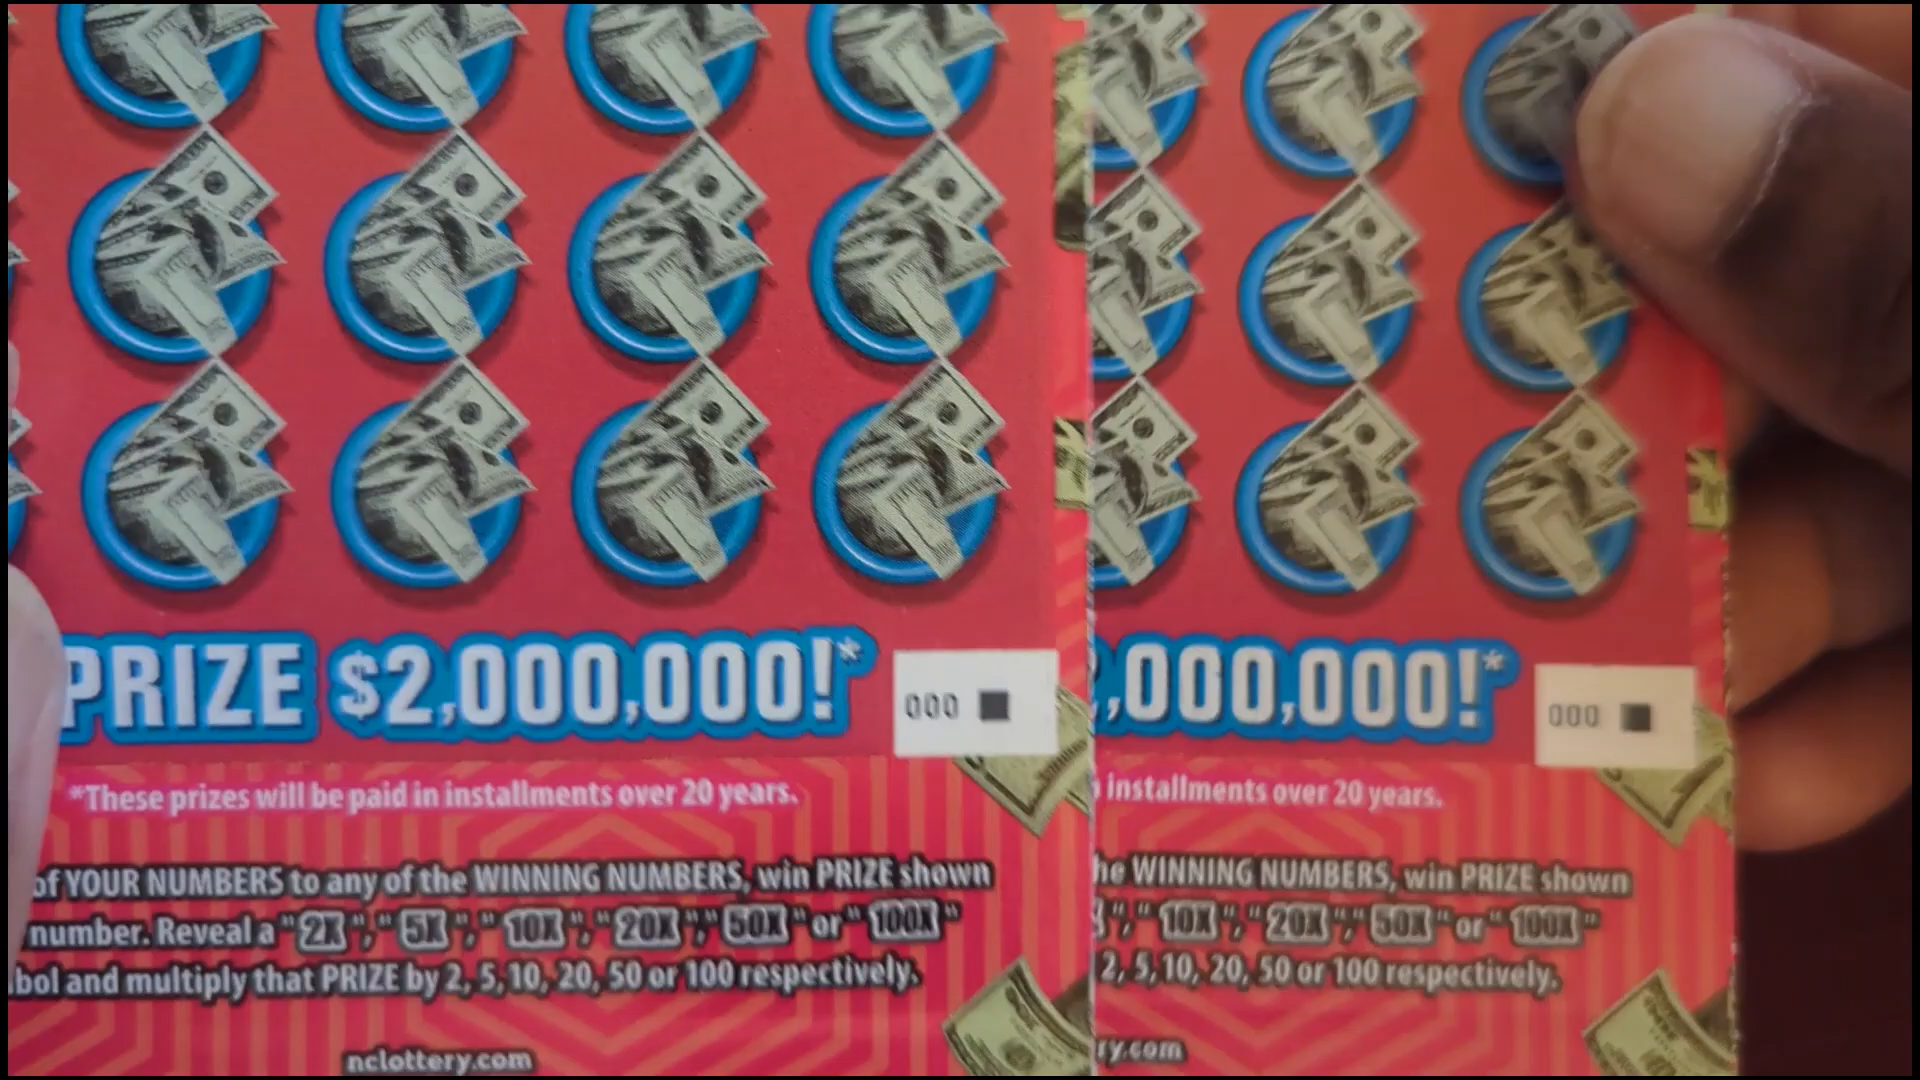 PRIZE $2,000,000!*
000
*These prizes will be paid in installments over 20 years.
of YOUR NUMBERS to any of the WINNING NUMBERS, win PRIZE shown
number. Reveal a "2X", "5X", "10X", "20X", "50X" or "100X"
bol and multiply that PRIZE by 2, 5, 10, 20, 50 or 100 respectively.
nclottery.com
,000,000!*
000
installments over 20 years.
he WINNING NUMBERS, win PRIZE shown
", "10X", "20X", "50X" or "100X"
2, 5, 10, 20, 50 or 100 respectively.
ry.com